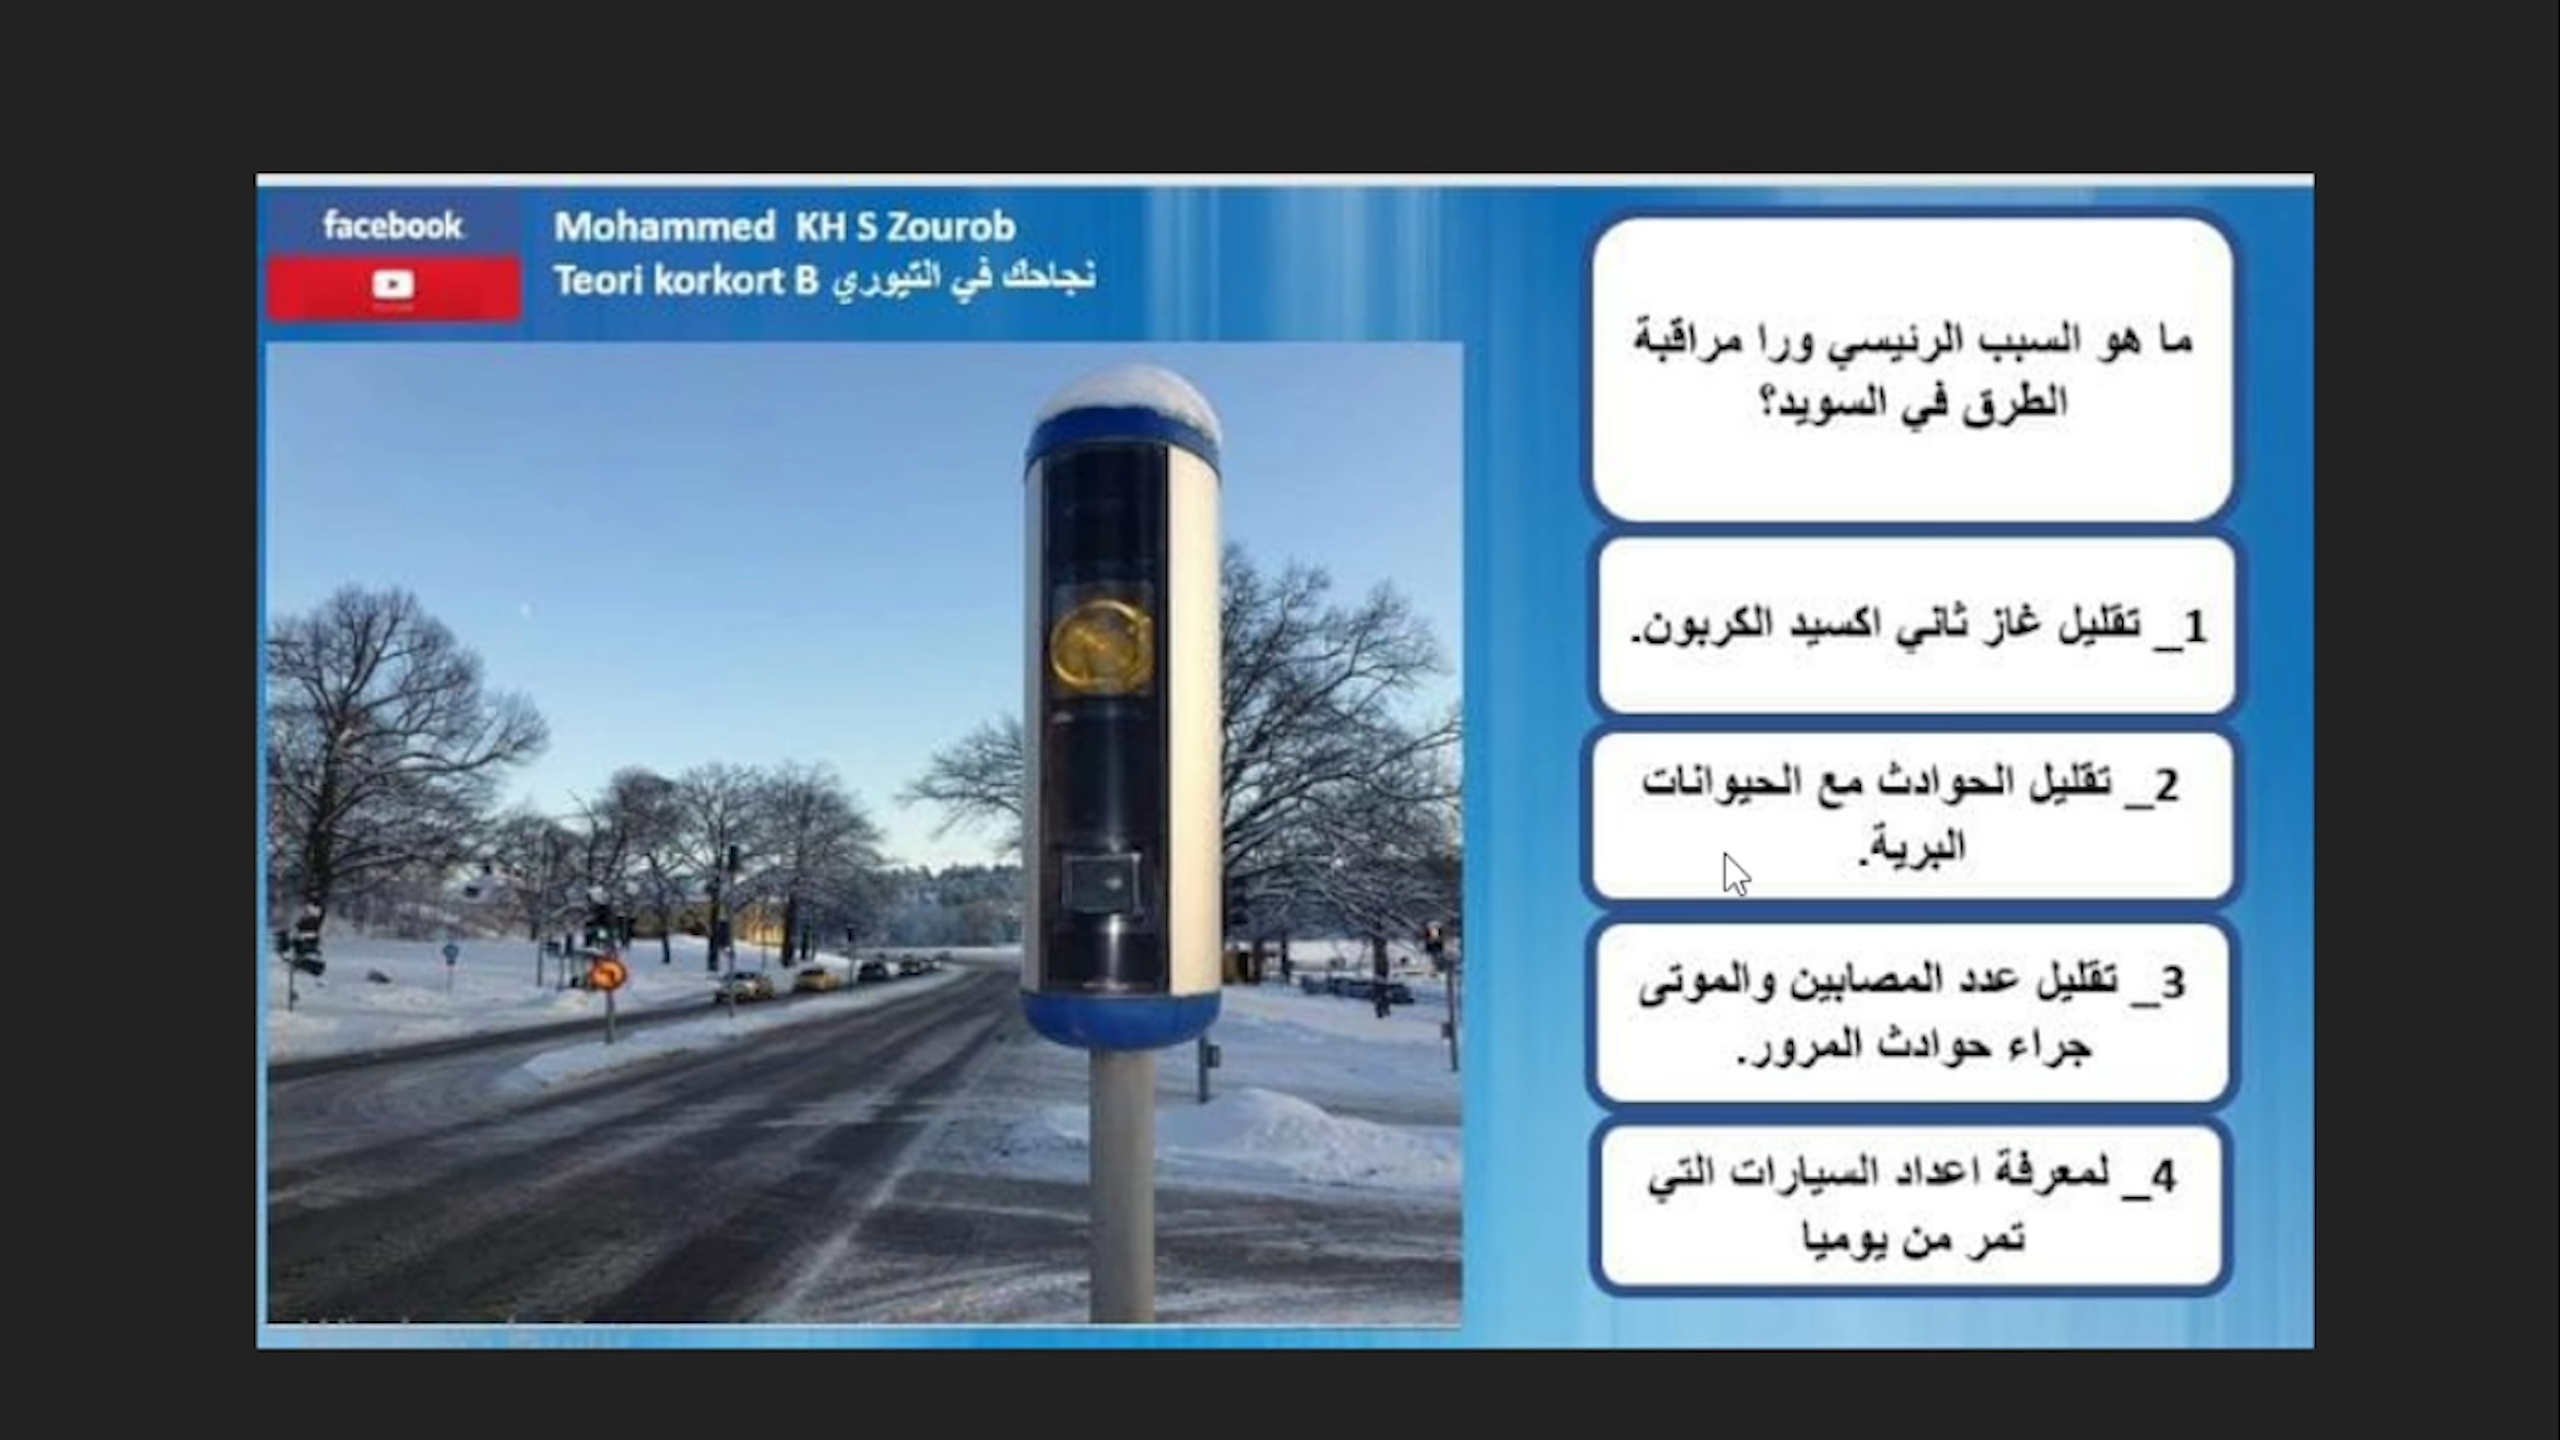 facebook
Mohammed KH S Zourob
Teori korkort B نجاحك في التيوري
ما هو السبب الرئيسي ورا مراقبة
الطرق في السويد؟
1_ تقليل غاز ثاني اكسيد الكربون.
2_ تقليل الحوادث مع الحيوانات
البرية.
3_ تقليل عدد المصابين والموتى
جراء حوادث المرور.
4_ لمعرفة اعداد السيارات التي
تمر من يوميا